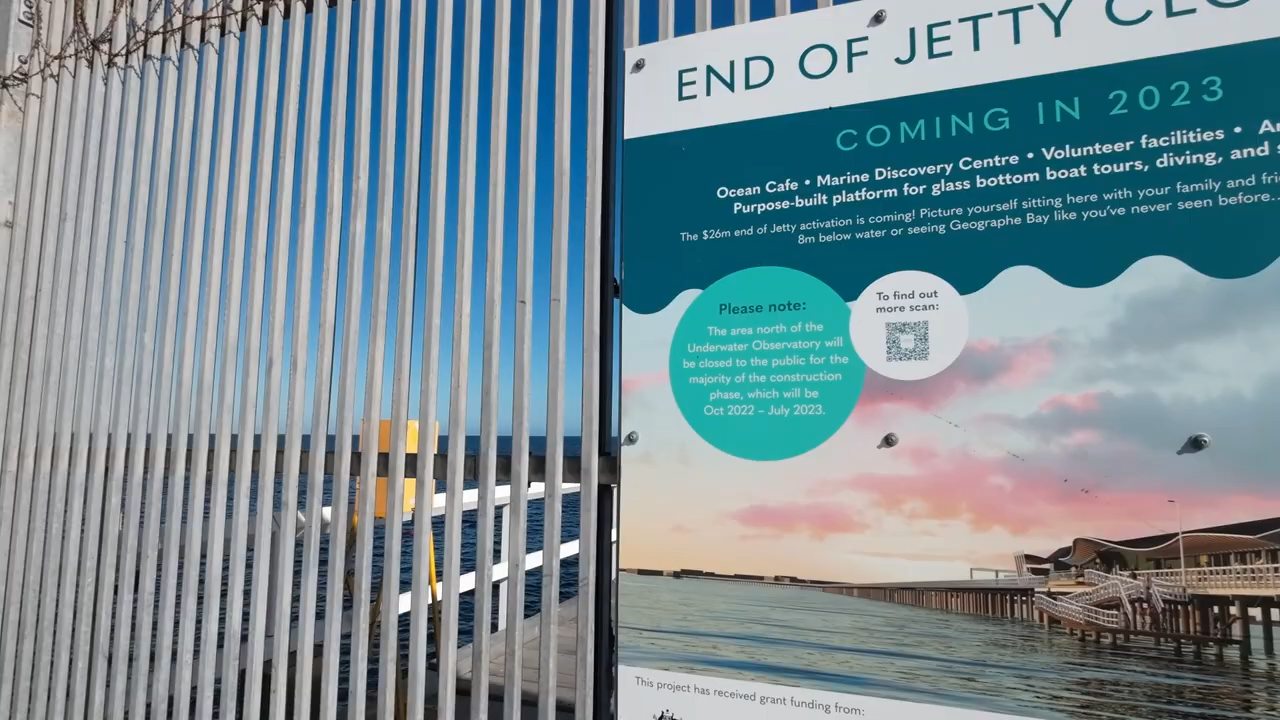 END OF JETTY CLO
COMING IN 2023
Ocean Cafe • Marine Discovery Centre • Volunteer facilities •
Purpose-built platform for glass bottom boat tours, diving, and
The $26m end of Jetty activation is coming! Picture yourself sitting here with your family and
8m below water or seeing Geographe Bay like you've never seen before...
Please note:
The area north of the
Underwater Observatory will
be closed to the public for the
majority of the construction
phase, which will be
Oct 2022 – July 2023.
To find out
more scan:
This project has received grant funding from: